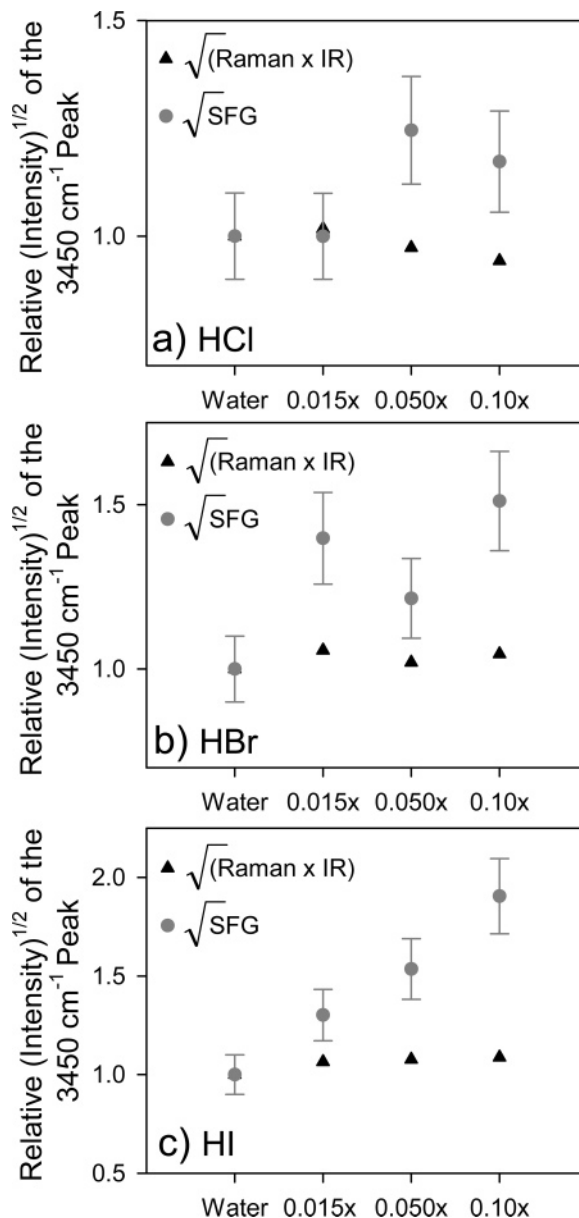 Relative (Intensity)1/2 of the
3450 cm-1 Peak
1.5
1.0
▲ √(Raman x IR)
● √SFG
a) HCl
Water 0.015x 0.050x 0.10x
Relative (Intensity)1/2 of the
3450 cm-1 Peak
1.5
1.0
▲ √(Raman x IR)
● √SFG
b) HBr
Water 0.015x 0.050x 0.10x
Relative (Intensity)1/2 of the
3450 cm-1 Peak
2.0
1.5
1.0
0.5
▲ √(Raman x IR)
● √SFG
c) HI
Water 0.015x 0.050x 0.10x